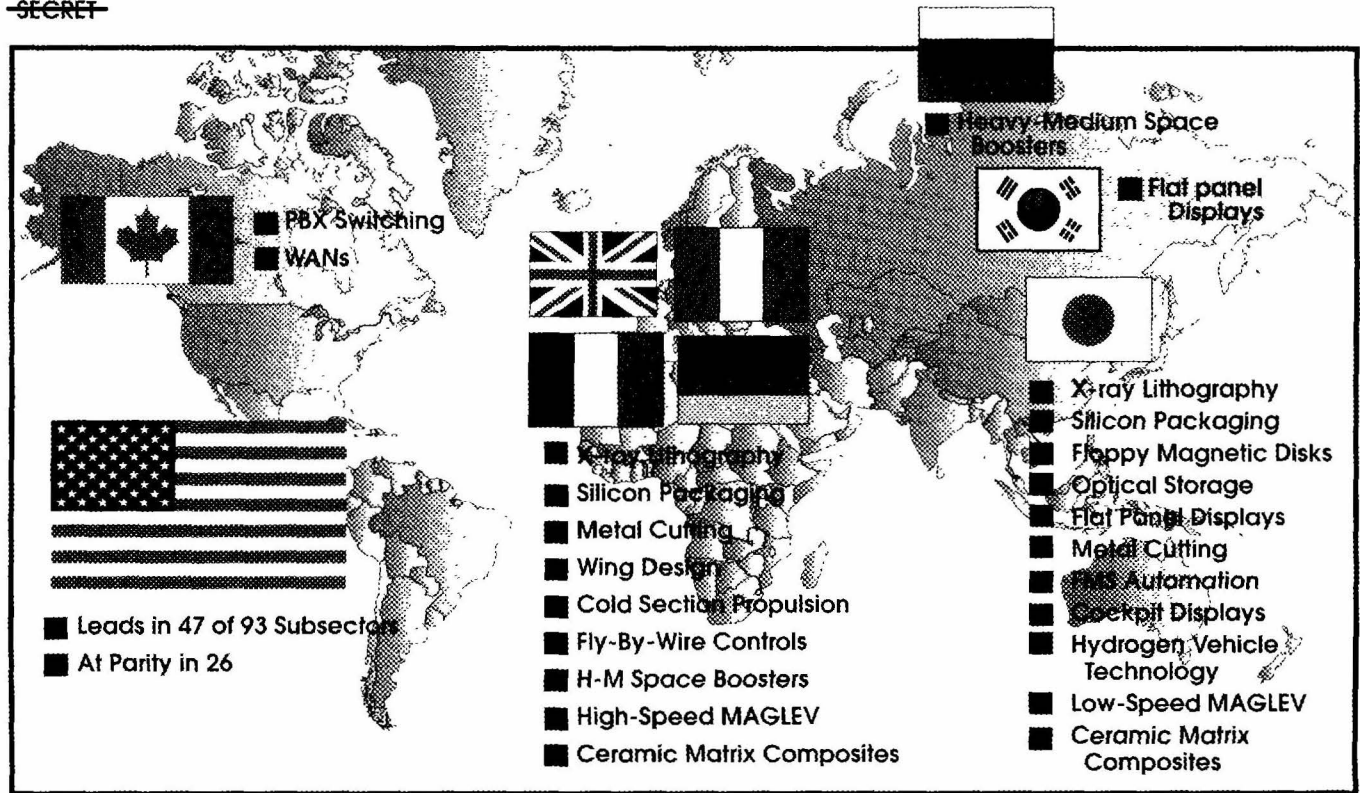 SECRET
Heavy-Medium Space
Boosters
Flat panel
Displays
PBX Switching
WANs
Leads in 47 of 93 Subsectors
At Parity in 26
X-ray Lithography
Silicon Packaging
Metal Cutting
Wing Design
Cold Section Propulsion
Fly-By-Wire Controls
H-M Space Boosters
High-Speed MAGLEV
Ceramic Matrix Composites
X-ray Lithography
Silicon Packaging
Floppy Magnetic Disks
Optical Storage
Flat Panel Displays
Metal Cutting
FMS Automation
Cockpit Displays
Hydrogen Vehicle
Technology
Low-Speed MAGLEV
Ceramic Matrix
Composites